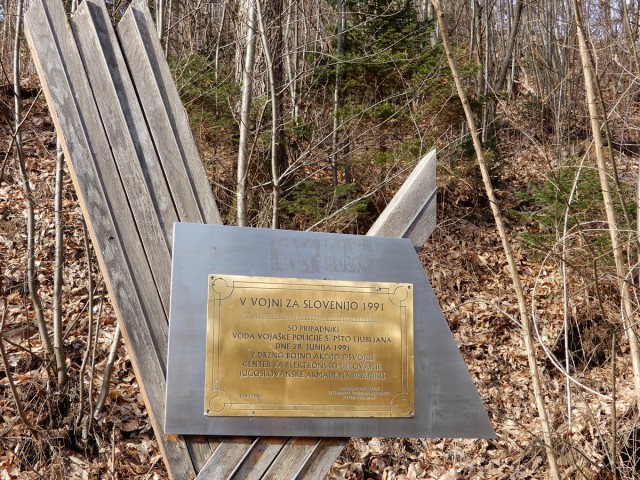 V VOJNI ZA SLOVENIJO 1991
SO PRIPADNIKI
VODA VOJAŠKE POLICIJE 5. PŠTO LJUBLJANA
DNE 28. JUNIJA 1991
Z DRZNO BOJNO AKCIJO OSVOJILI
CENTER ZA ELEKTRONSKO
JUGOSLOVANSKE ARMADE NA